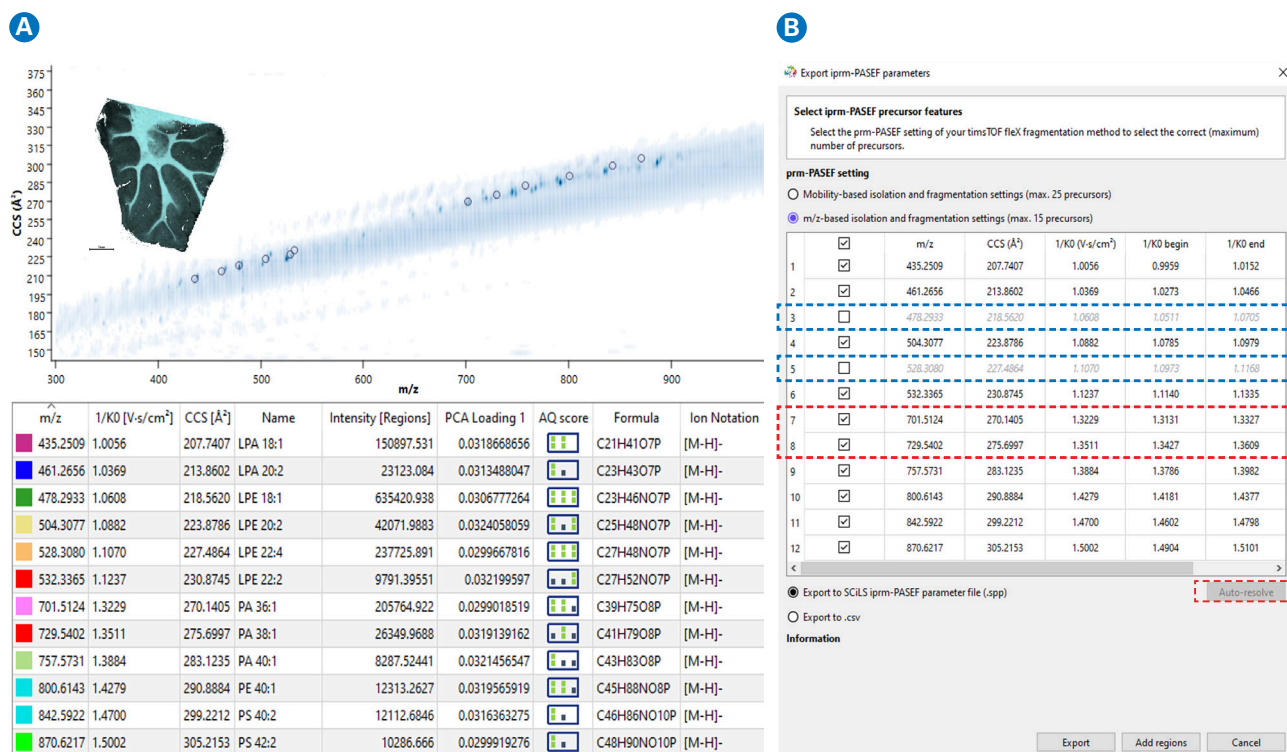 A
375
360
345
330
315
300
285
270
255
240
225
210
195
180
165
150
CCS (Å²)
300 400 500 600 700 800 900
m/z
m/z 1/K0 [V·s/cm²] CCS [Å²] Name Intensity [Regions] PCA Loading 1 AQ score Formula Ion Notation
435.2509 1.0056 207.7407 LPA 18:1 150897.531 0.0318668656 C21H41O7P [M-H]-
461.2656 1.0369 213.8602 LPA 20:2 23123.084 0.0313488047 C23H43O7P [M-H]-
478.2933 1.0608 218.5620 LPE 18:1 635420.938 0.0306777264 C23H46NO7P [M-H]-
504.3077 1.0882 223.8786 LPE 20:2 42071.9883 0.0324058059 C25H48NO7P [M-H]-
528.3080 1.1070 227.4864 LPE 22:4 237725.891 0.0299667816 C27H48NO7P [M-H]-
532.3365 1.1237 230.8745 LPE 22:2 9791.39551 0.032199597 C27H52NO7P [M-H]-
701.5124 1.3229 270.1405 PA 36:1 205764.922 0.0299018519 C39H75O8P [M-H]-
729.5402 1.3511 275.6997 PA 38:1 26349.9688 0.0319139162 C41H79O8P [M-H]-
757.5731 1.3884 283.1235 PA 40:1 8287.52441 0.0321456547 C43H83O8P [M-H]-
800.6143 1.4279 290.8884 PE 40:1 12313.2627 0.0319565919 C45H88NO8P [M-H]-
842.5922 1.4700 299.2212 PS 40:2 12112.6846 0.0316363275 C46H86NO10P [M-H]-
870.6217 1.5002 305.2153 PS 42:2 10286.666 0.0299919276 C48H90NO10P [M-H]-
B
Export iprm-PASEF parameters
Select iprm-PASEF precursor features
Select the prm-PASEF setting of your timsTOF fleX fragmentation method to select the correct (maximum)
number of precursors.
prm-PASEF setting
Mobility-based isolation and fragmentation settings (max. 25 precursors)
m/z-based isolation and fragmentation settings (max. 15 precursors)
m/z CCS (Å²) 1/K0 (V·s/cm²) 1/K0 begin 1/K0 end
1 435.2509 207.7407 1.0056 0.9959 1.0152
2 461.2656 213.8602 1.0369 1.0273 1.0466
3 478.2933 218.5620 1.0608 1.0511 1.0705
4 504.3077 223.8786 1.0882 1.0785 1.0979
5 528.3080 227.4864 1.1070 1.0973 1.1168
6 532.3365 230.8745 1.1237 1.1140 1.1335
7 701.5124 270.1405 1.3229 1.3131 1.3327
8 729.5402 275.6997 1.3511 1.3427 1.3609
9 757.5731 283.1235 1.3884 1.3786 1.3982
10 800.6143 290.8884 1.4279 1.4181 1.4377
11 842.5922 299.2212 1.4700 1.4602 1.4798
12 870.6217 305.2153 1.5002 1.4904 1.5101
Export to SCiLS iprm-PASEF parameter file (.spp)
Auto-resolve
Export to .csv
Information
Export Add regions Cancel